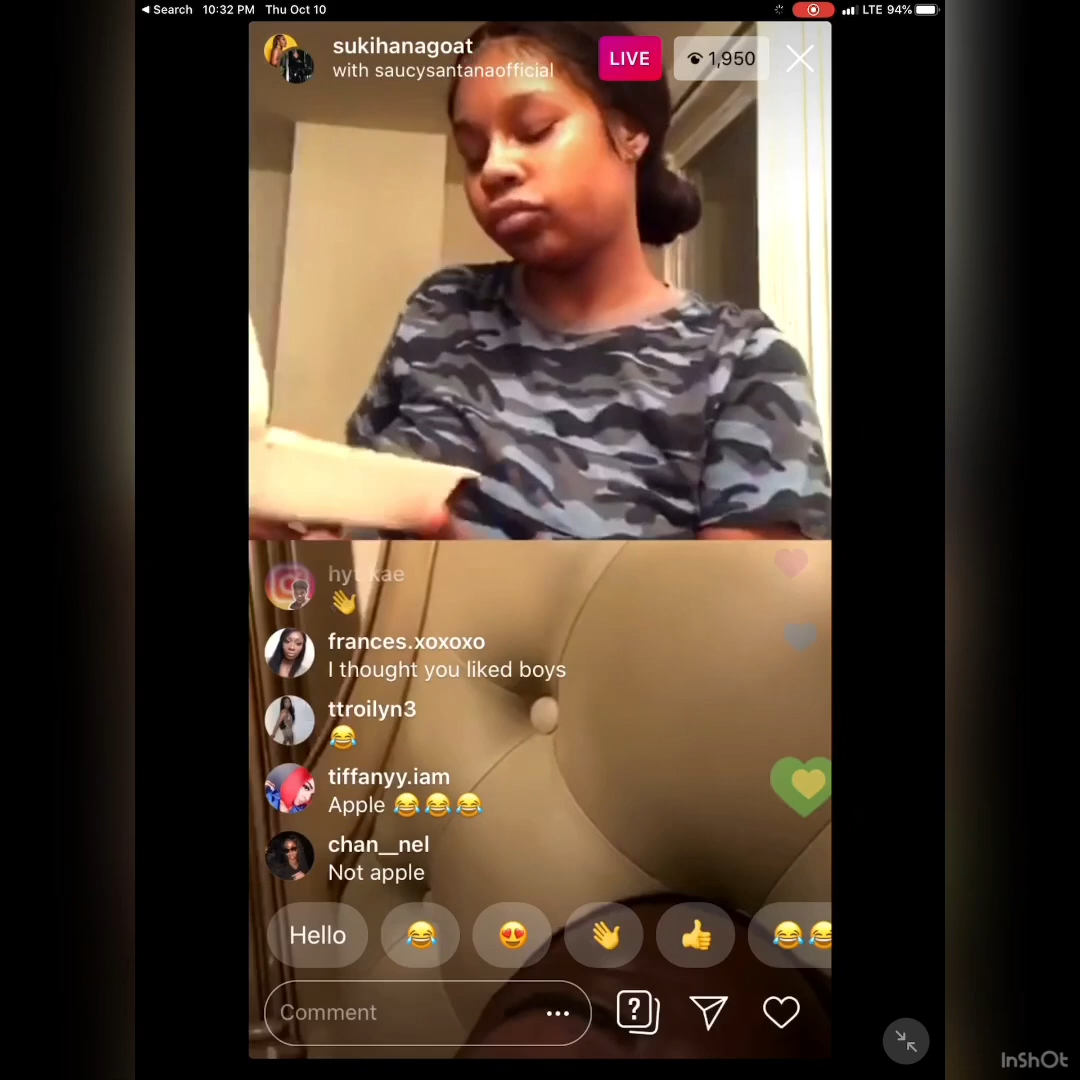 Search 10:32 PM Thu Oct 10
LTE 94%
sukihanagoat
with saucysantanaofficial
LIVE
1,950
hyt kae
frances.xoxoxo
I thought you liked boys
ttroilyn3
😂
tiffanyy.iam
Apple 😂😂😂
chan__nel
Not apple
Hello
Comment
InShOt